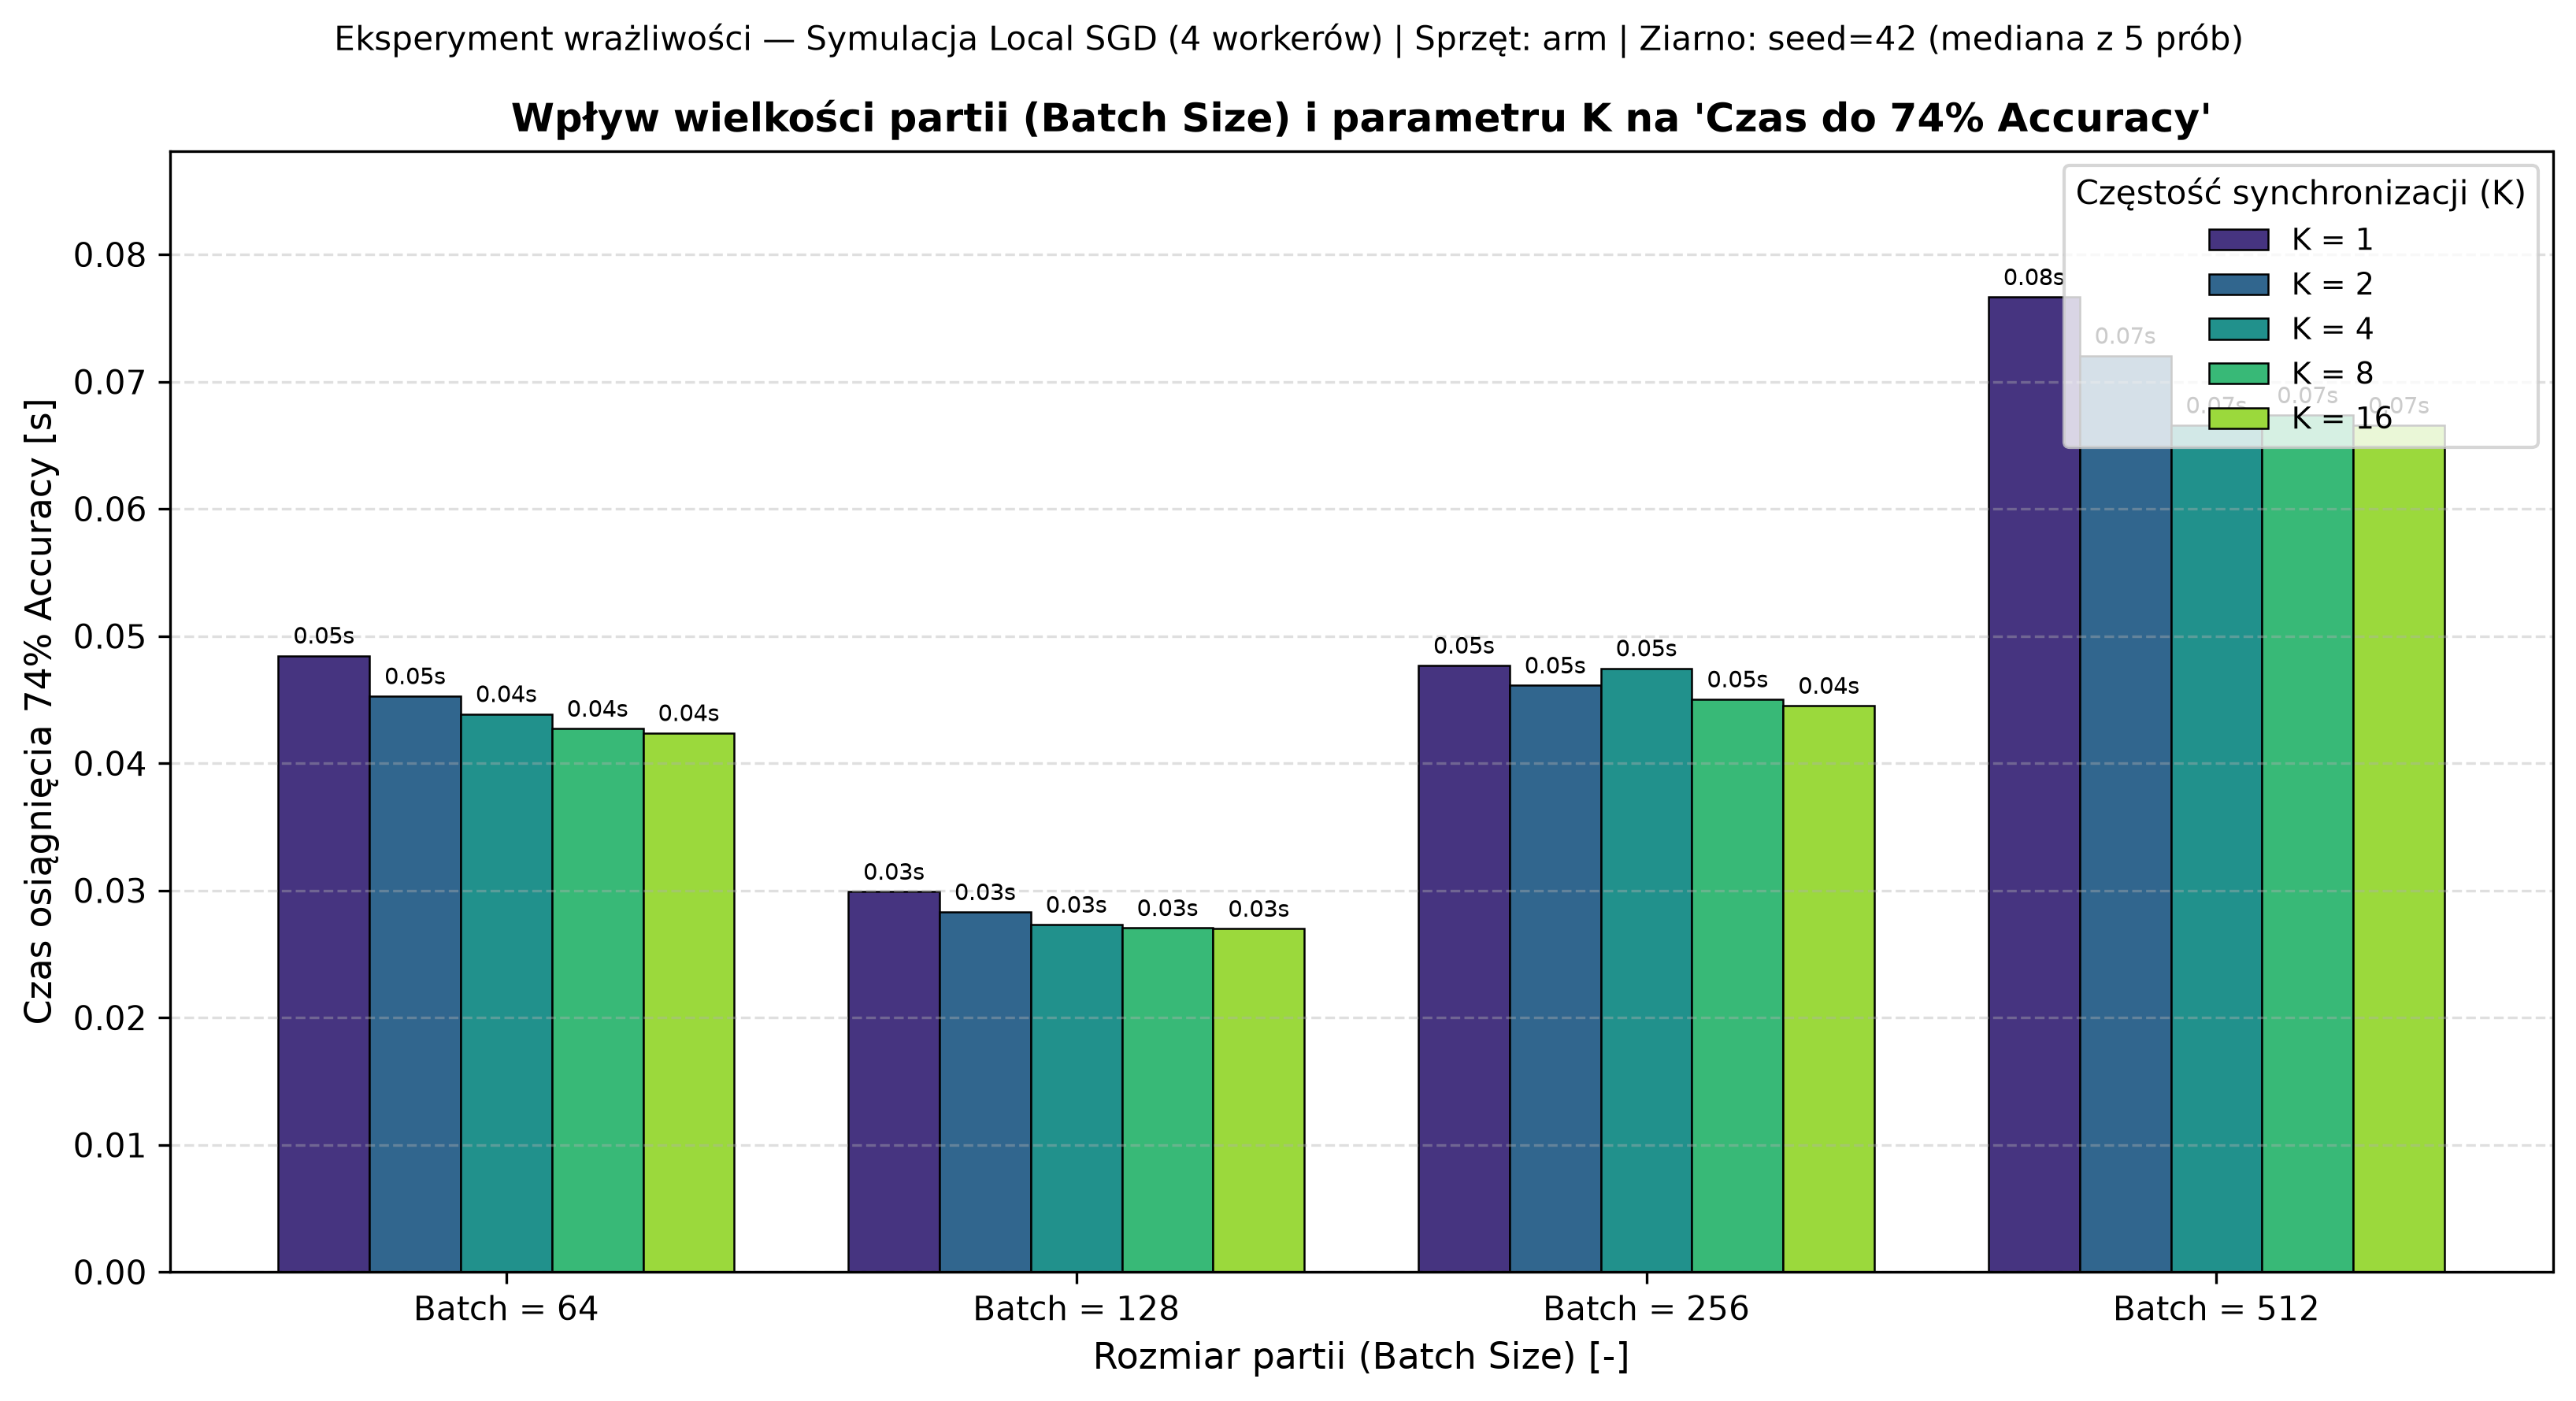 Eksperyment wrażliwości — Symulacja Local SGD (4 workerów) | Sprzęt: arm | Ziarno: seed=42 (mediana z 5 prób)
Wpływ wielkości partii (Batch Size) i parametru K na 'Czas do 74% Accuracy'
Częstość synchronizacji (K)
K = 1
K = 2
K = 4
K = 8
K = 16
Czas osiągnięcia 74% Accuracy [s]
0.08
0.07
0.06
0.05
0.04
0.03
0.02
0.01
0.00
0.05s
0.05s
0.04s
0.04s
0.04s
0.03s
0.03s
0.03s
0.03s
0.03s
0.05s
0.05s
0.05s
0.05s
0.04s
0.08s
0.07s
0.07s
0.07s
0.07s
Batch = 64
Batch = 128
Batch = 256
Batch = 512
Rozmiar partii (Batch Size) [-]